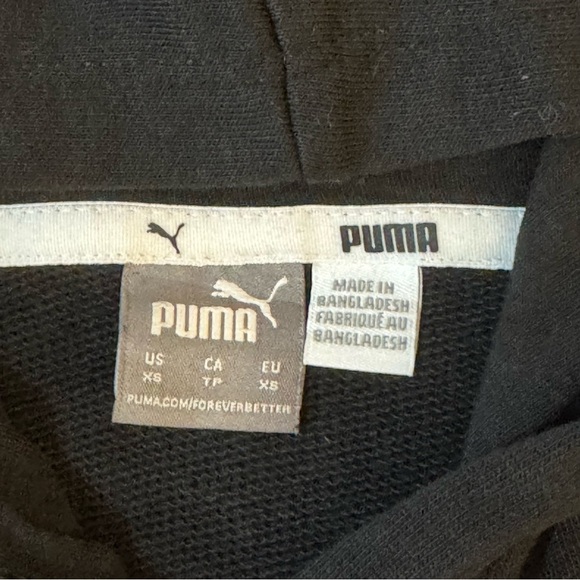 PUMA
PUMA
US CA EU
XS TP XS
PUMA.COM/FOREVERBETTER
MADE IN
BANGLADESH
FABRIQUÉ AU
BANGLADESH